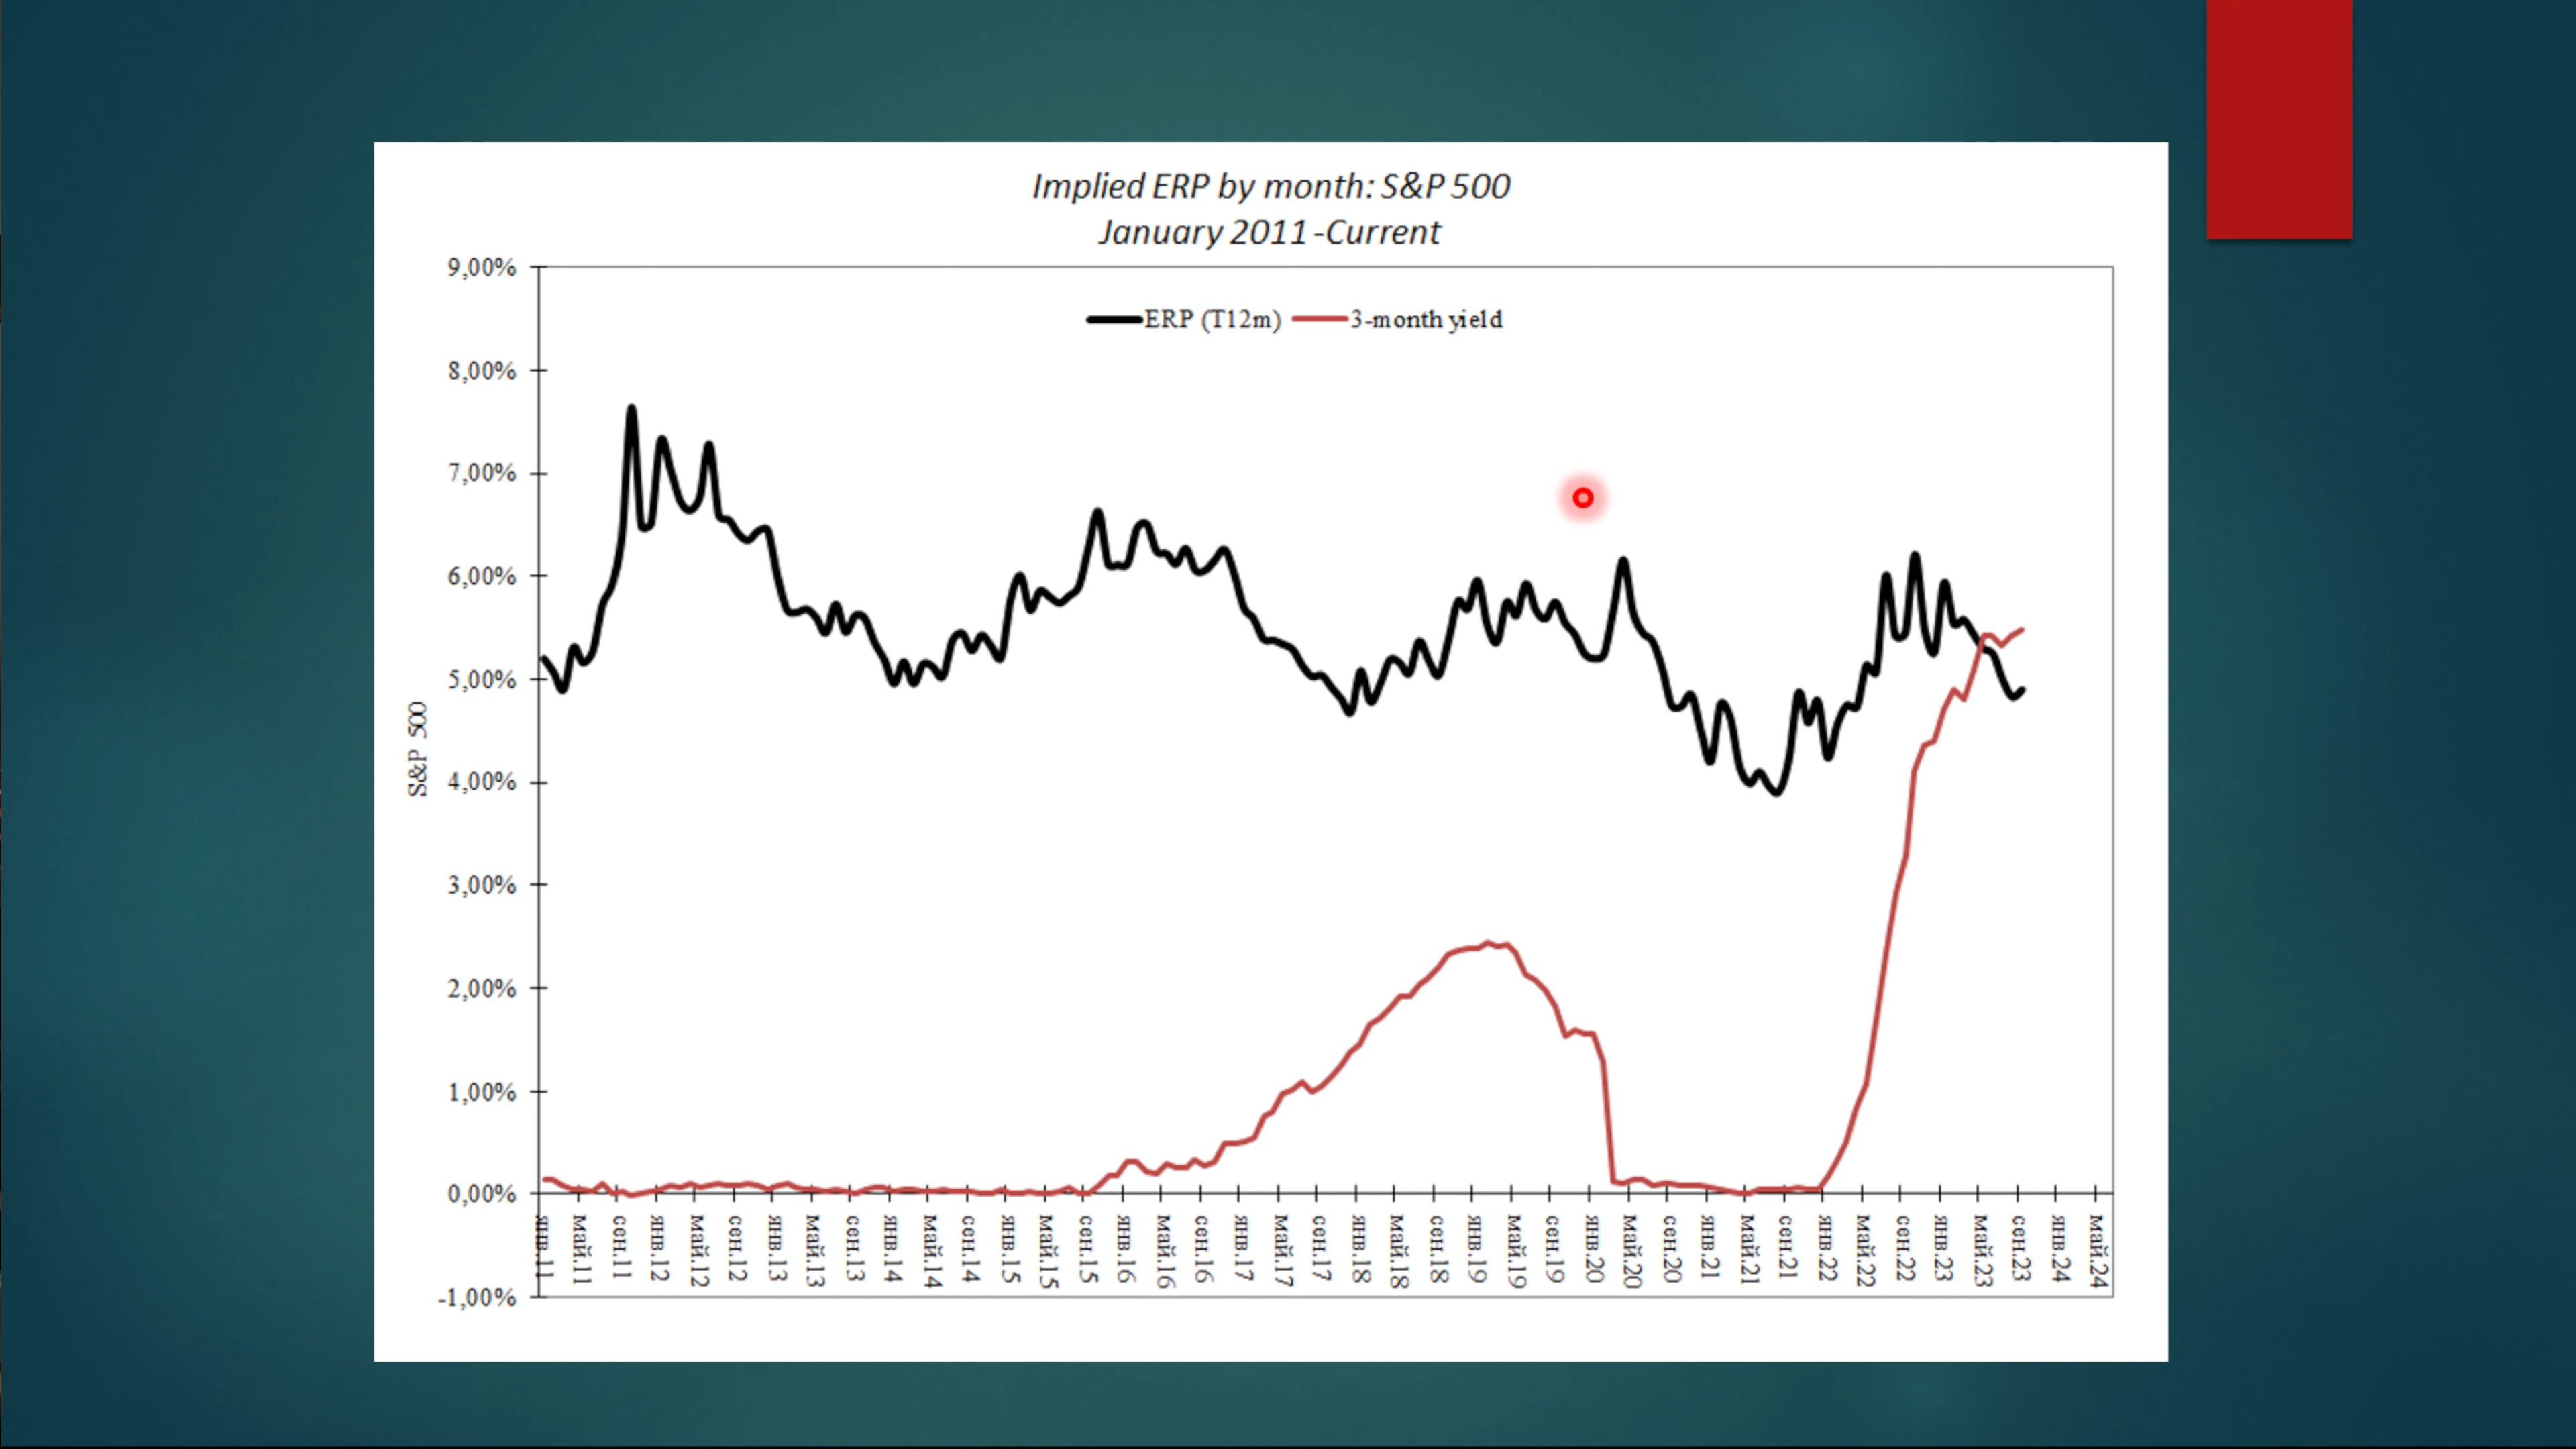 Implied ERP by month: S&P 500
January 2011 -Current
ERP (T12m) 3-month yield
9,00%
8,00%
7,00%
6,00%
5,00%
4,00%
3,00%
2,00%
1,00%
0,00%
-1,00%
S&P 500
янв.11
май.11
сен.11
янв.12
май.12
сен.12
янв.13
май.13
сен.13
янв.14
май.14
сен.14
янв.15
май.15
сен.15
янв.16
май.16
сен.16
янв.17
май.17
сен.17
янв.18
май.18
сен.18
янв.19
май.19
сен.19
янв.20
май.20
сен.20
янв.21
май.21
сен.21
янв.22
май.22
сен.22
янв.23
май.23
сен.23
янв.24
май.24